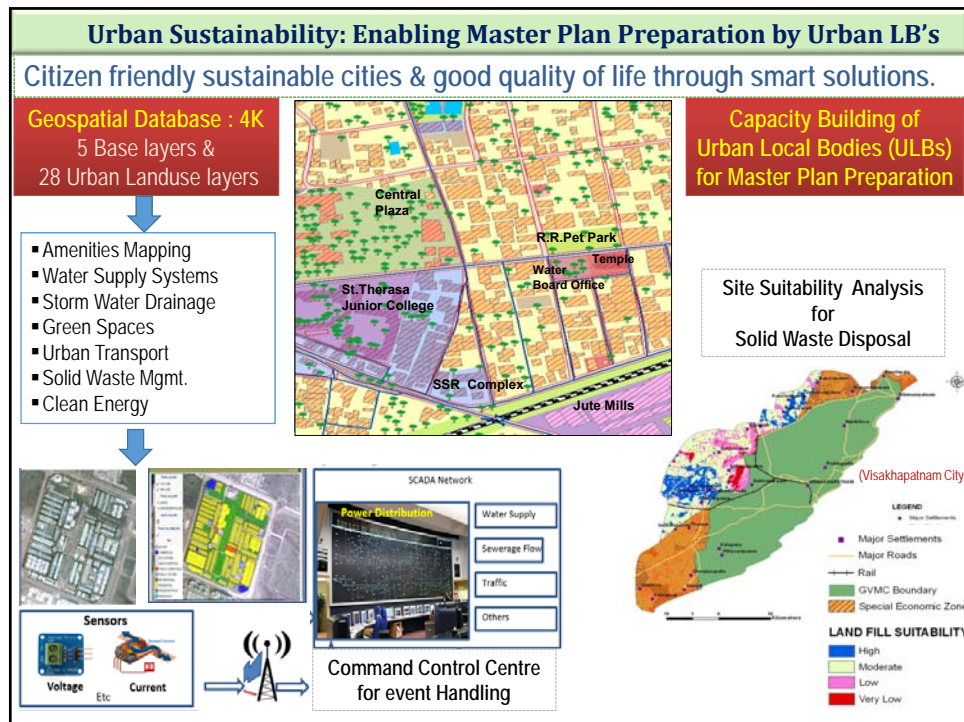 Urban Sustainability: Enabling Master Plan Preparation by Urban LB’s
Citizen friendly sustainable cities & good quality of life through smart solutions.
Geospatial Database : 4K
5 Base layers &
28 Urban Landuse layers
▪ Amenities Mapping
▪ Water Supply Systems
▪ Storm Water Drainage
▪ Green Spaces
▪ Urban Transport
▪ Solid Waste Mgmt.
▪ Clean Energy
Central
Plaza
R.R.Pet Park
Temple
Water
Board Office
St.Therasa
Junior College
SSR Complex
Jute Mills
Capacity Building of
Urban Local Bodies (ULBs)
for Master Plan Preparation
Site Suitability Analysis
for
Solid Waste Disposal
(Visakhapatnam City
LEGEND
Major Settlements
Major Settlements
Major Roads
Rail
GVMC Boundary
Special Economic Zone
LAND FILL SUITABILITY
High
Moderate
Low
Very Low
SCADA Network
Power Distribution
Water Supply
Sewerage Flow
Traffic
Others
Sensors
Voltage
Current
Etc
Command Control Centre
for event Handling